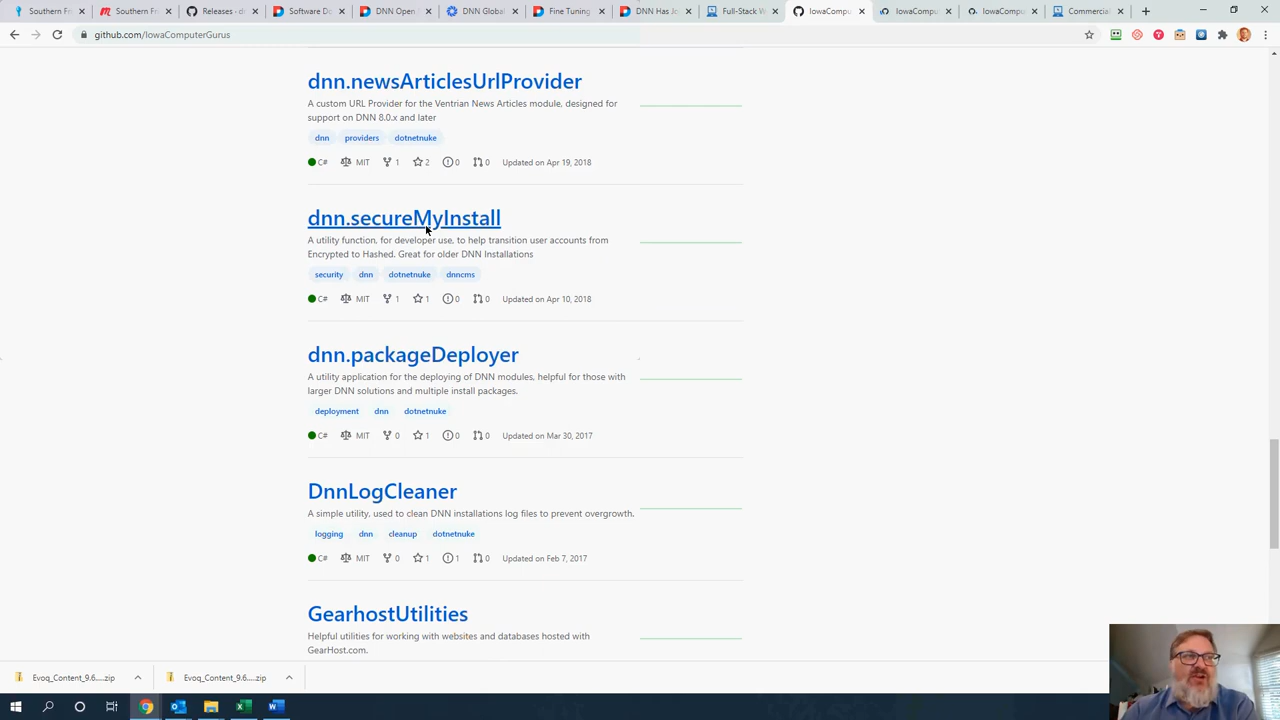 Southern Fr
Southern Fr
Releases · d
Software Do
DNN Open
DNN Global
Fine Tuning
DNN Has Jo
Full-Stack W
IowaCompu
IowaCompu
IowaCompu
Commercial
github.com/IowaComputerGurus
dnn.newsArticlesUrlProvider
A custom URL Provider for the Ventrian News Articles module, designed for
support on DNN 8.0.x and later
dnn providers dotnetnuke
C# MIT 1 2 0 0 Updated on Apr 19, 2018
dnn.secureMyInstall
A utility function, for developer use, to help transition user accounts from
Encrypted to Hashed. Great for older DNN Installations
security dnn dotnetnuke dnncms
C# MIT 1 1 0 0 Updated on Apr 10, 2018
dnn.packageDeployer
A utility application for the deploying of DNN modules, helpful for those with
larger DNN solutions and multiple install packages.
deployment dnn dotnetnuke
C# MIT 0 1 0 0 Updated on Mar 30, 2017
DnnLogCleaner
A simple utility, used to clean DNN installations log files to prevent overgrowth.
logging dnn cleanup dotnetnuke
C# MIT 0 1 1 0 Updated on Feb 7, 2017
GearhostUtilities
Helpful utilities for working with websites and databases hosted with
GearHost.com.
Evoq_Content_9.6....zip
Evoq_Content_9.6....zip